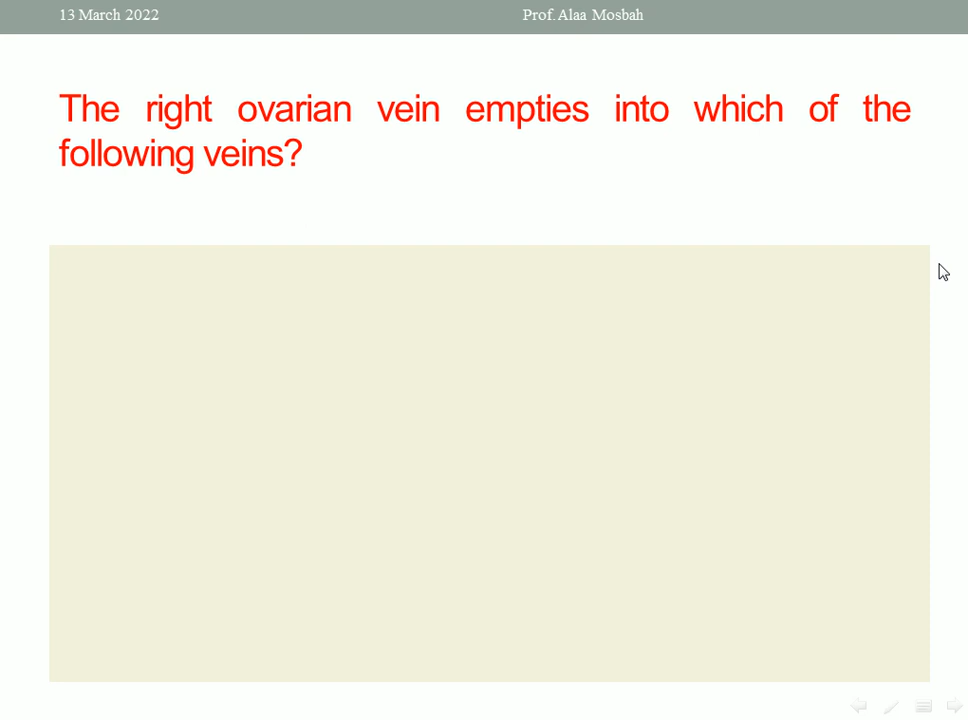 13 March 2022
Prof. Alaa Mosbah
The right ovarian vein empties into which of the
following veins?